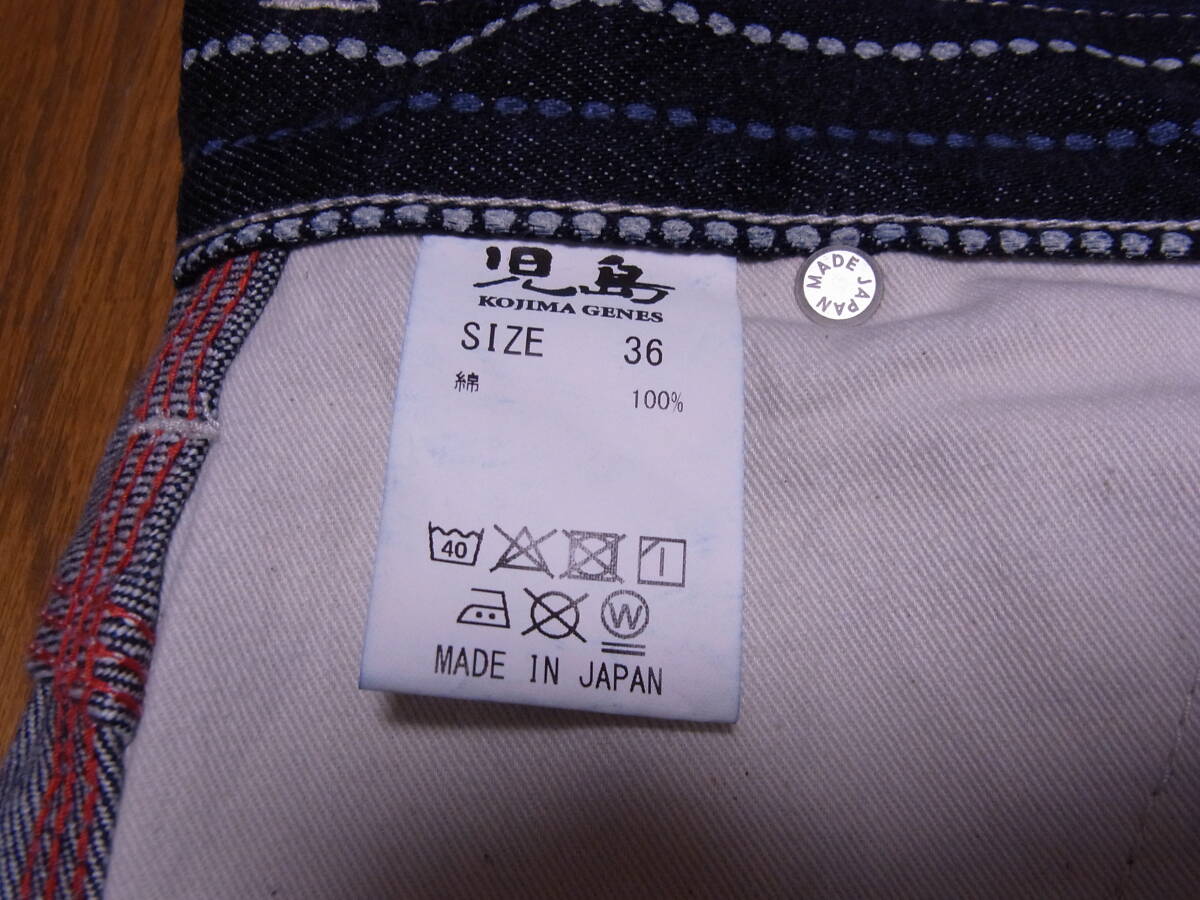 児島
KOJIMA GENES
SIZE 36
綿 100%
40
W
MADE IN JAPAN
MADE JAPAN